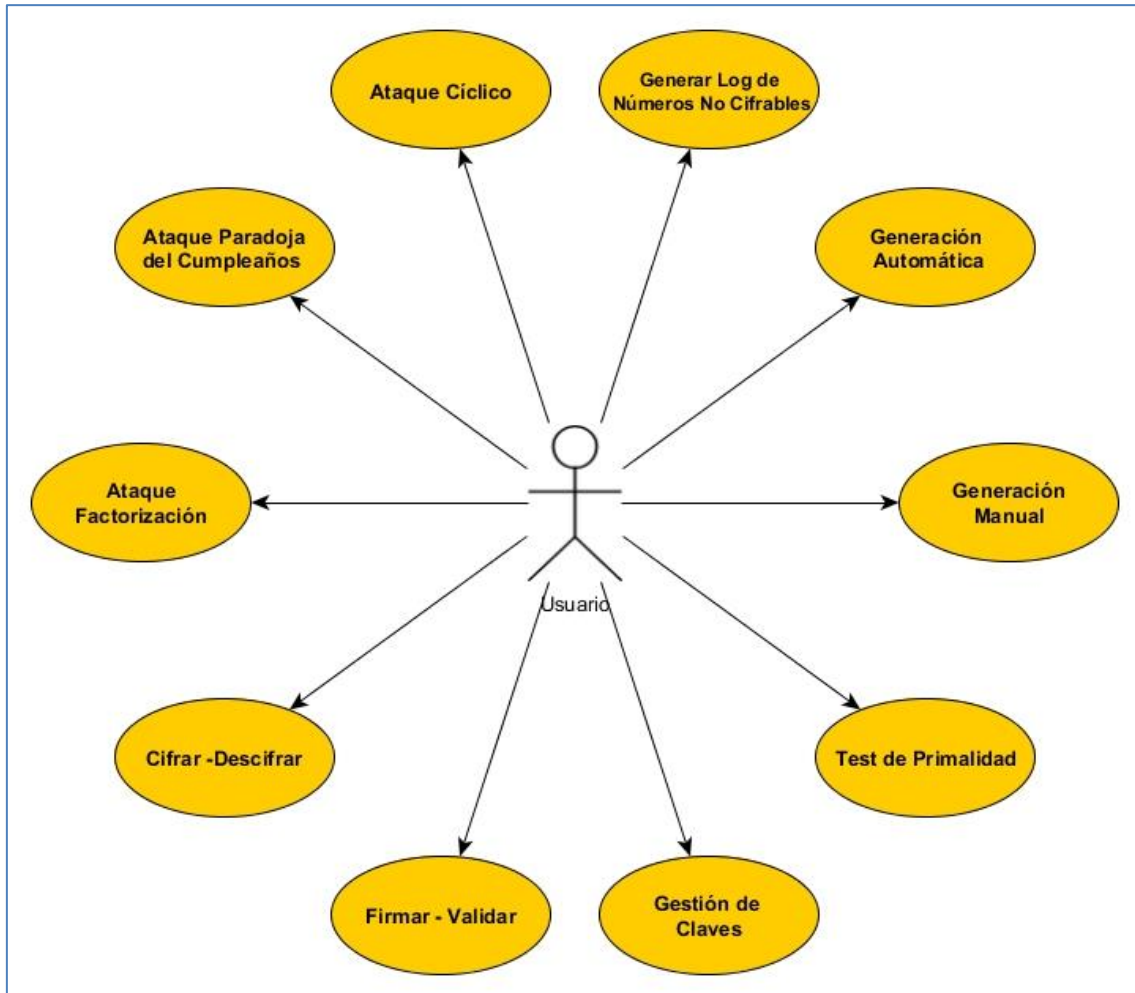 Ataque Cíclico
Generar Log de
Números No Cifrables
Ataque Paradoja
del Cumpleaños
Generación
Automática
Ataque
Factorización
Generación
Manual
Usuario
Cifrar -Descifrar
Test de Primalidad
Firmar - Validar
Gestión de
Claves